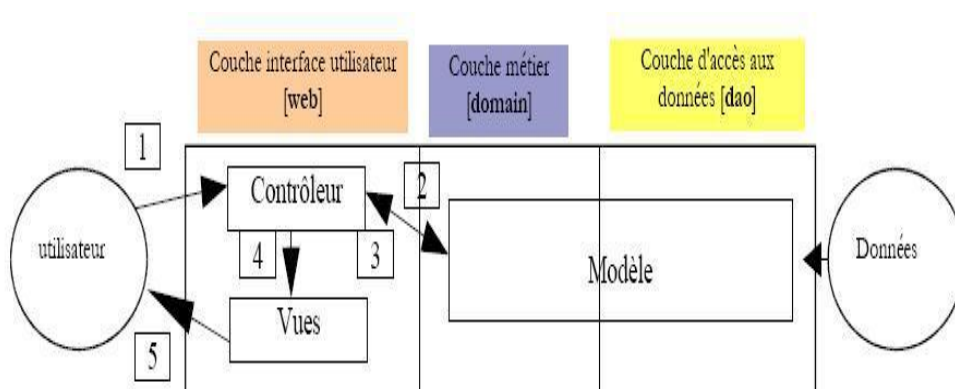 Couche interface utilisateur
[web]
Couche métier
[domain]
Couche d'accès aux
données [dao]
1
Contrôleur
2
utilisateur
4
3
Modèle
Données
Vues
5